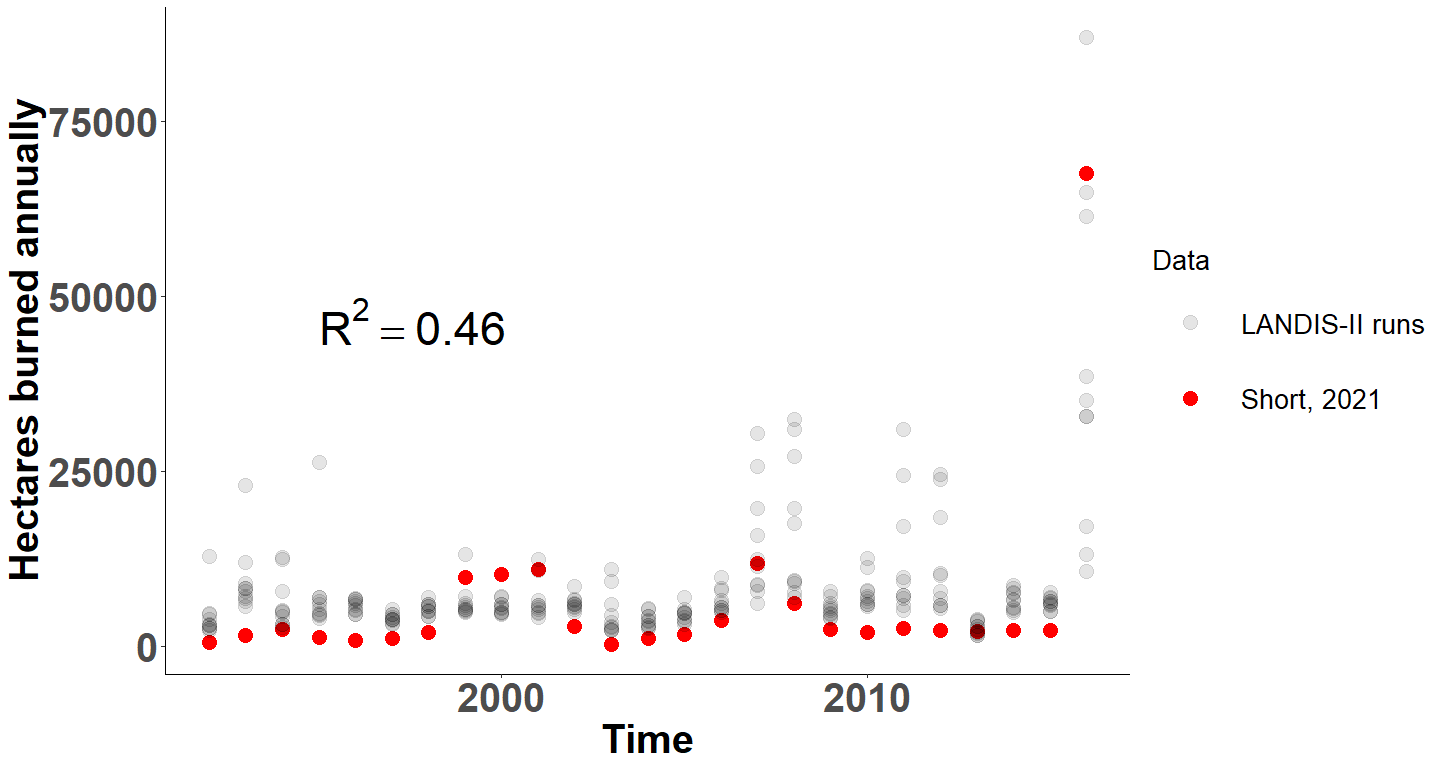 Hectares burned annually
75000
50000
25000
0
R² = 0.46
2000 2010
Time
Data
LANDIS-II runs
Short, 2021